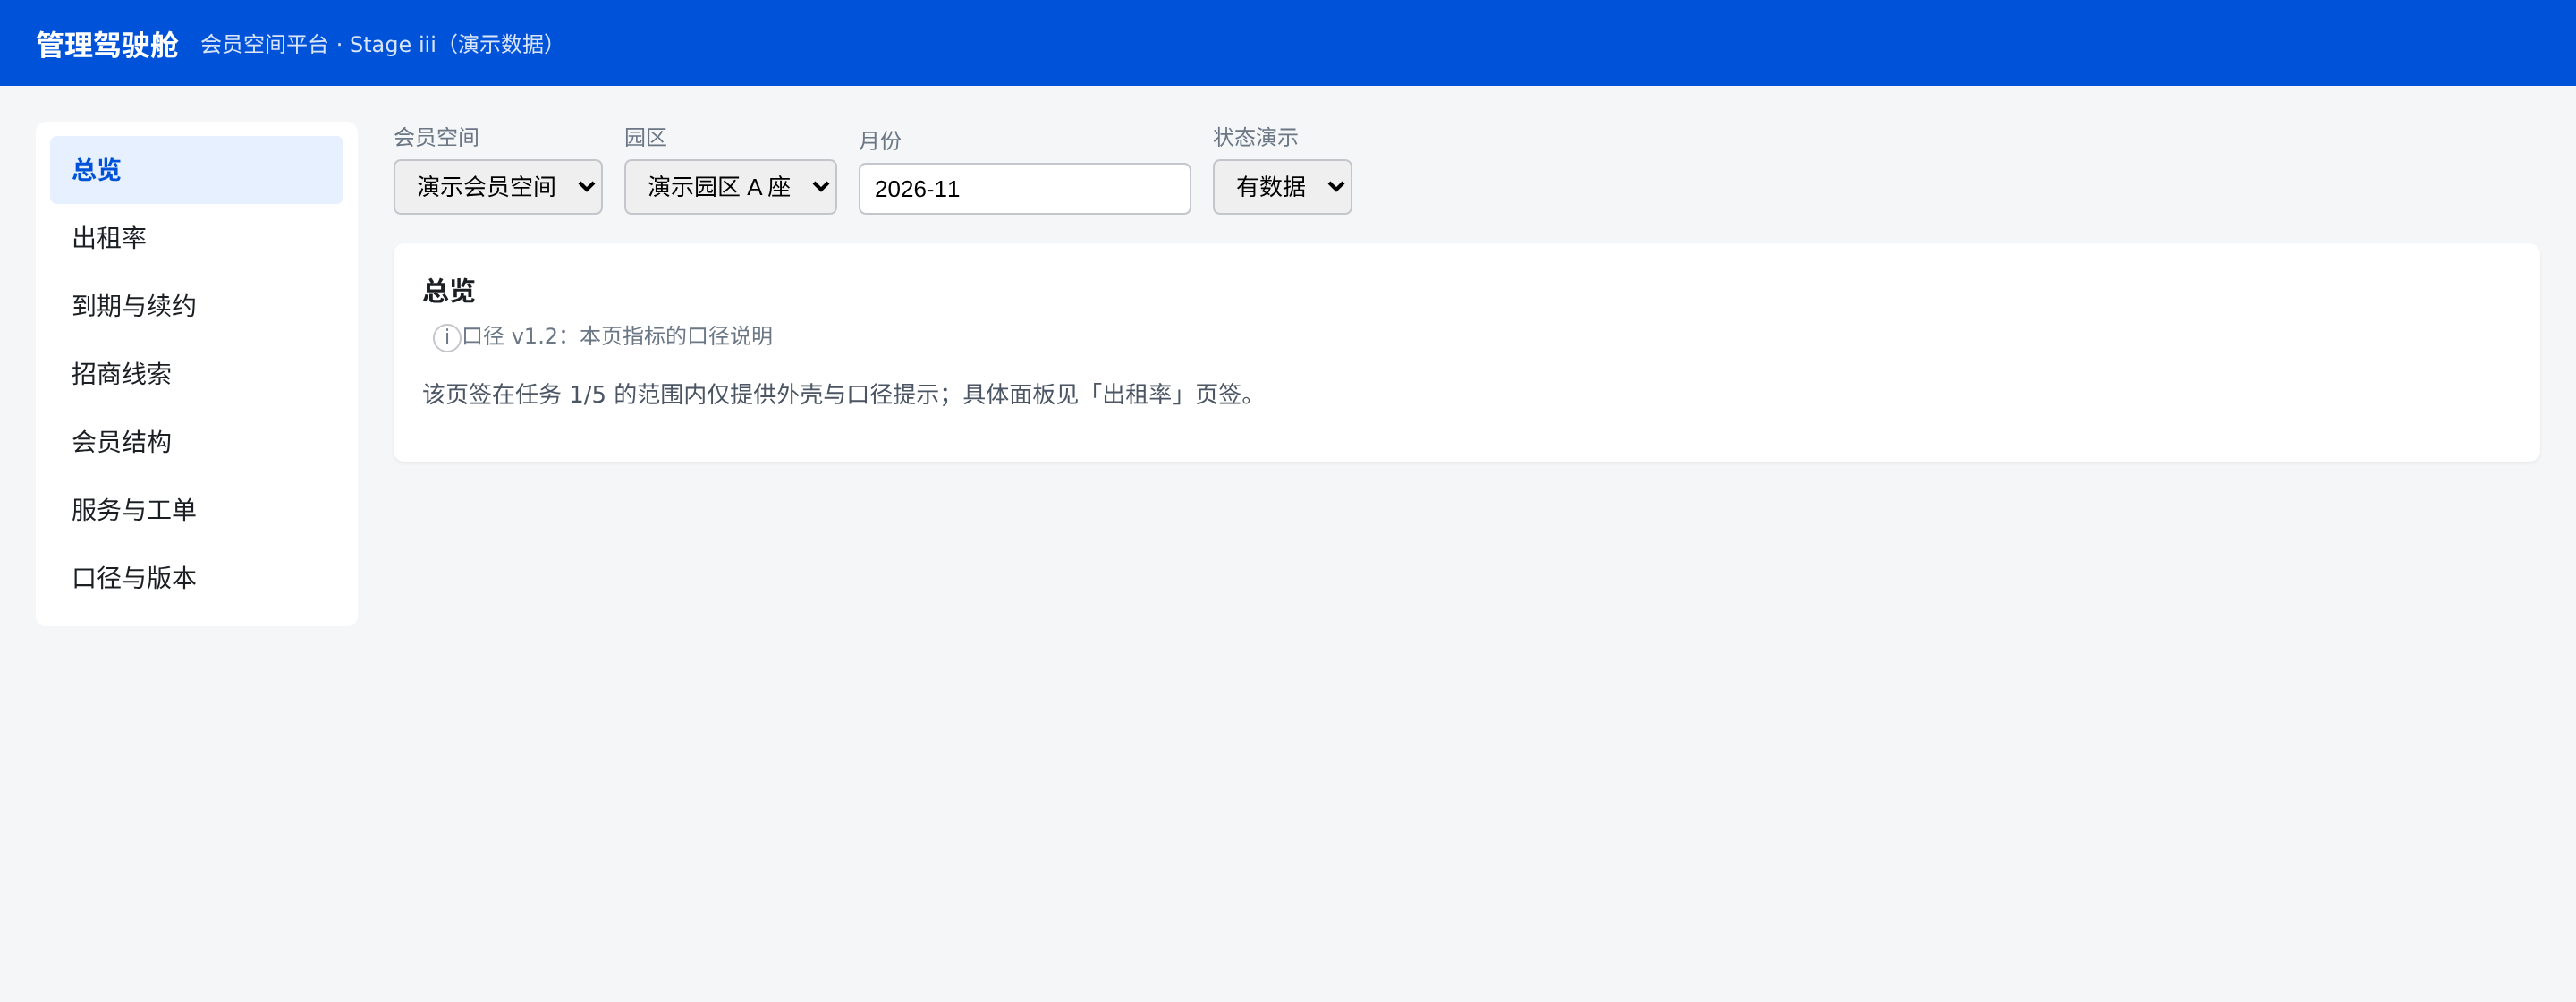 管理驾驶舱 会员空间平台 · Stage iii（演示数据）
总览
出租率
到期与续约
招商线索
会员结构
服务与工单
口径与版本
会员空间 园区 月份 状态演示
演示会员空间 演示园区 A 座 2026-11 有数据
总览
i 口径 v1.2：本页指标的口径说明
该页签在任务 1/5 的范围内仅提供外壳与口径提示；具体面板见「出租率」页签。